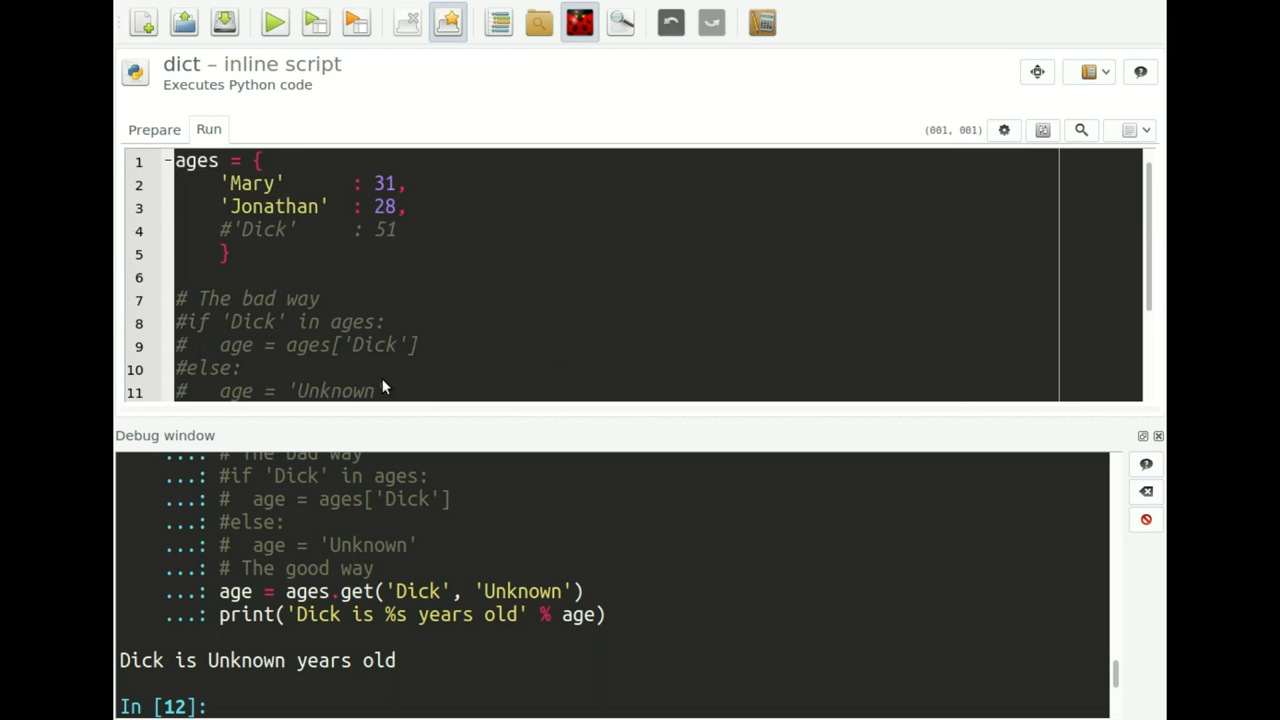 dict – inline script
Executes Python code
Prepare Run (001, 001)
1 ages = {
2 'Mary' : 31,
3 'Jonathan' : 28,
4 #'Dick' : 51
5 }
6
7 # The bad way
8 #if 'Dick' in ages:
9 # age = ages['Dick']
10 #else:
11 # age = 'Unknown'
Debug window
...: # The bad way
...: #if 'Dick' in ages:
...: # age = ages['Dick']
...: #else:
...: # age = 'Unknown'
...: # The good way
...: age = ages.get('Dick', 'Unknown')
...: print('Dick is %s years old' % age)
Dick is Unknown years old
In [12]: